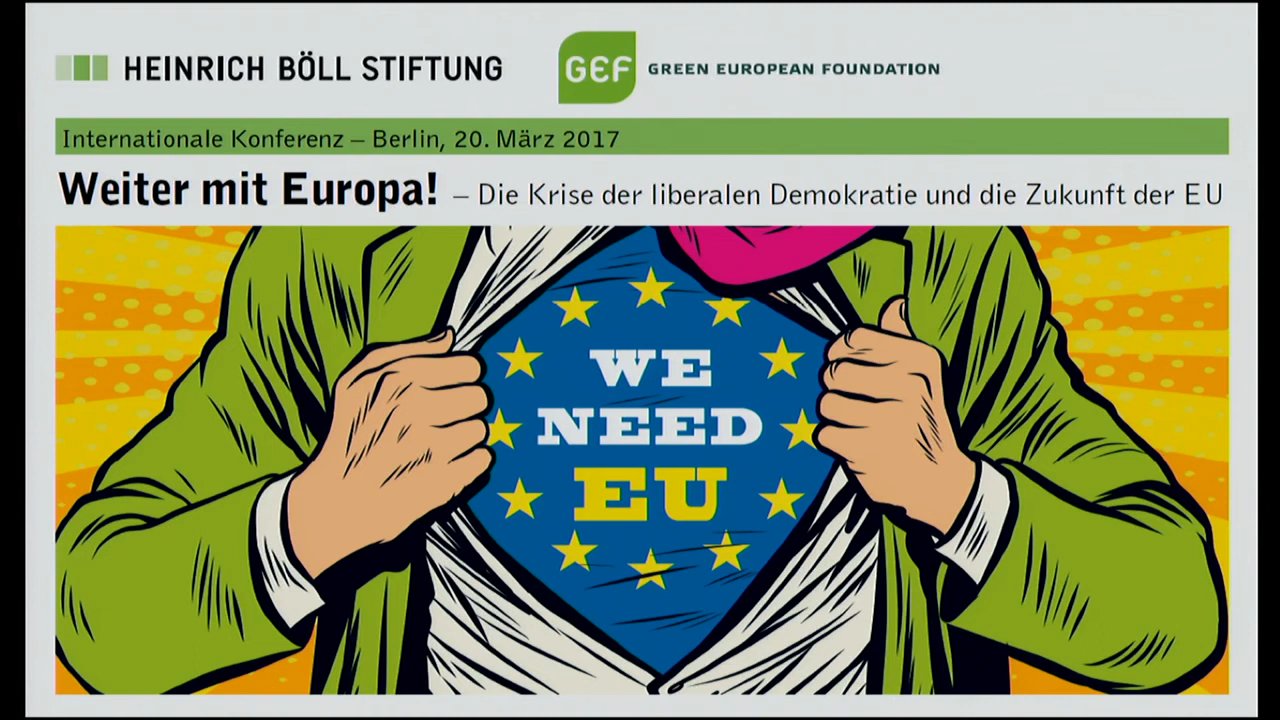 HEINRICH BÖLL STIFTUNG
GEF GREEN EUROPEAN FOUNDATION
Internationale Konferenz – Berlin, 20. März 2017
Weiter mit Europa! – Die Krise der liberalen Demokratie und die Zukunft der EU
WE
NEED
EU